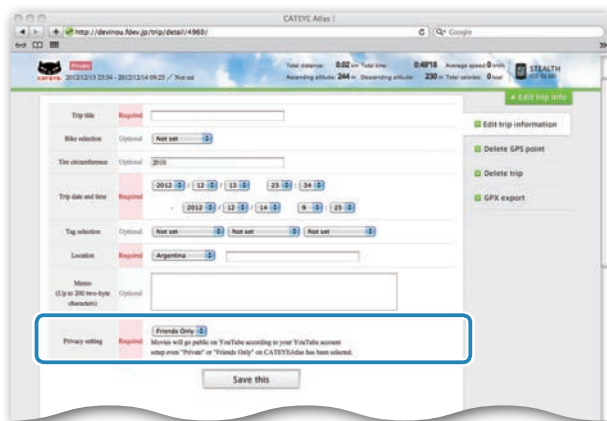 CATEYE Atlas |
http://devinou.fdev.jp/trip/detail/4960/
Google
Private
CATEYE 2012/12/13 23:34 - 2012/12/14 09:25 / Not set
Total distance: 0.02 km Total time: 0:48'18 Average speed 0 km/h
Ascending altitude: 244 m Descending altitude: 230 m Total calories: 0 kcal
STEALTH
Edit trip info
Trip title Required
Bike selection Optional Not set
Tire circumference Optional 2010
Trip date and time Required 2012 / 12 / 13 23 : 34
- 2012 / 12 / 14 9 : 25
Tag selection Optional Not set Not set Not set
Location Required Argentina
Memo
(Up to 200 two-byte
characters)
Optional
Privacy setting Required Friends Only
Movies will go public on YouTube according to your YouTube account
setup even "Private" or "Friends Only" on CATEYEAtlas has been selected.
Save this
Edit trip information
Delete GPS point
Delete trip
GPX export